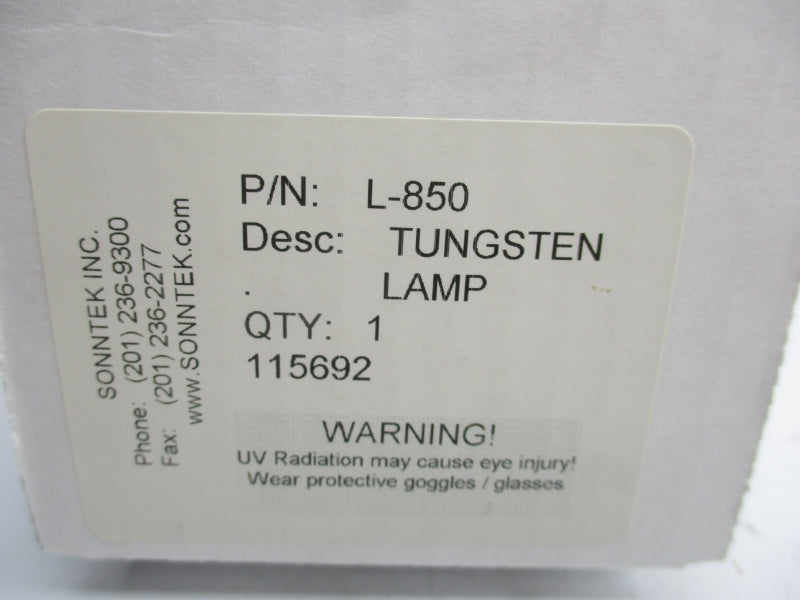 SONNTEK INC.
Phone: (201) 236-9300
Fax: (201) 236-2277
www.SONNTEK.com
P/N: L-850
Desc: TUNGSTEN
. LAMP
QTY: 1
115692
WARNING!
UV Radiation may cause eye injury!
Wear protective goggles / glasses